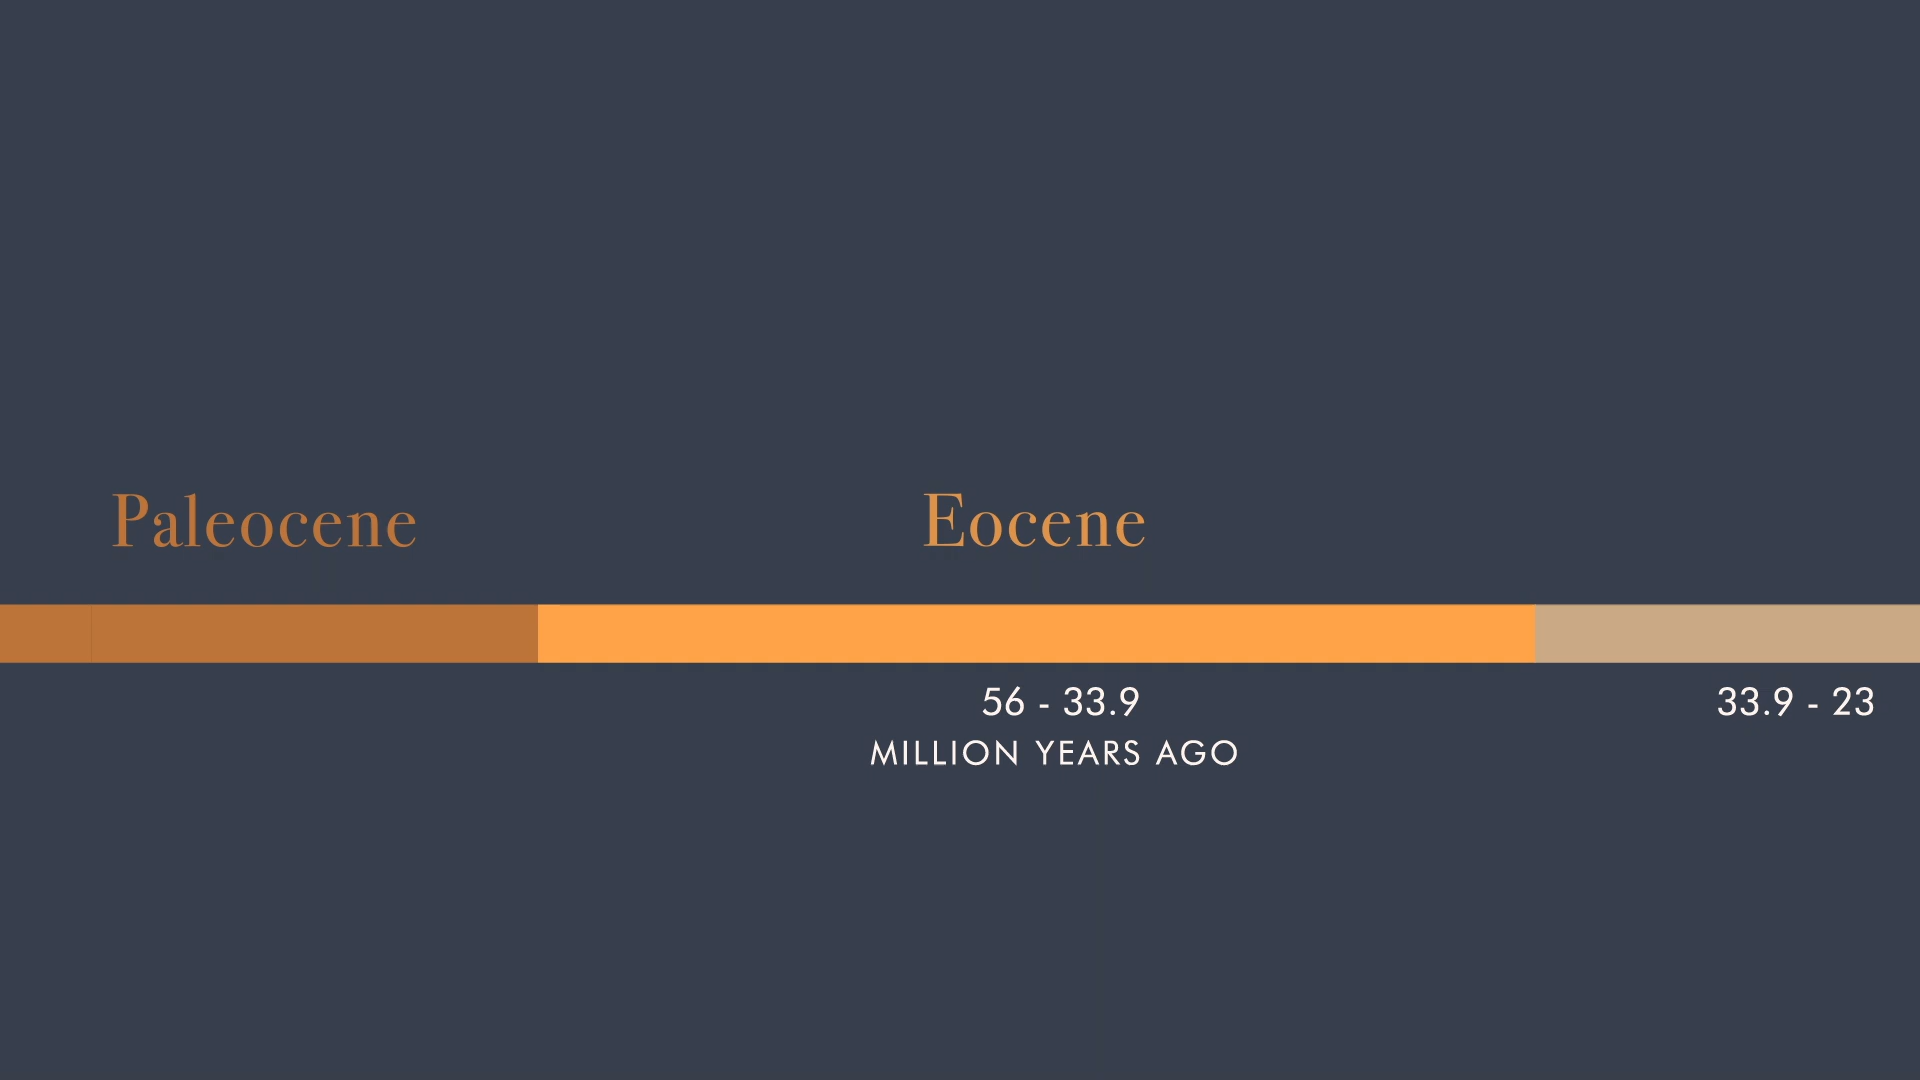 Paleocene
Eocene
56 - 33.9
MILLION YEARS AGO
33.9 - 23